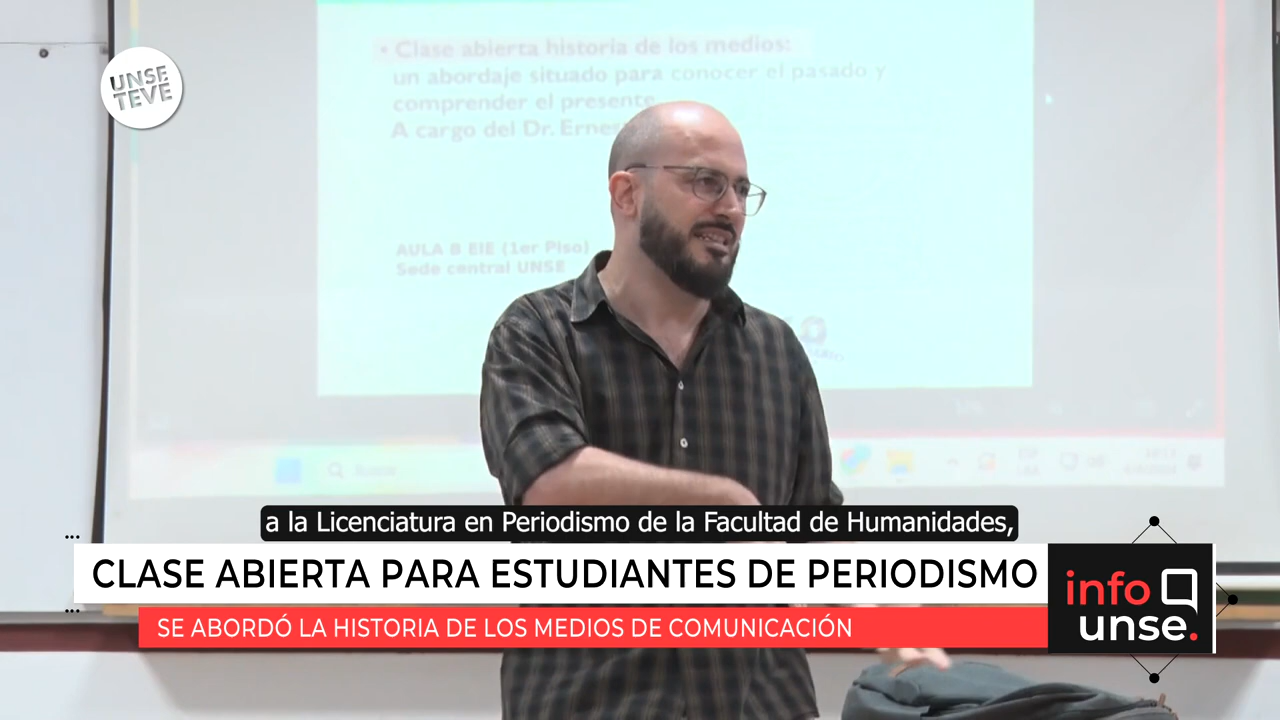 UNSE
TEVE
• Clase abierta historia de los medios:
un abordaje situado para conocer el pasado y
comprender el presente
A cargo del Dr.
AULA B EIE (1er Piso)
Sede central UNSE
Buscar
a la Licenciatura en Periodismo de la Facultad de Humanidades,
CLASE ABIERTA PARA ESTUDIANTES DE PERIODISMO
SE ABORDÓ LA HISTORIA DE LOS MEDIOS DE COMUNICACIÓN
info
unse.